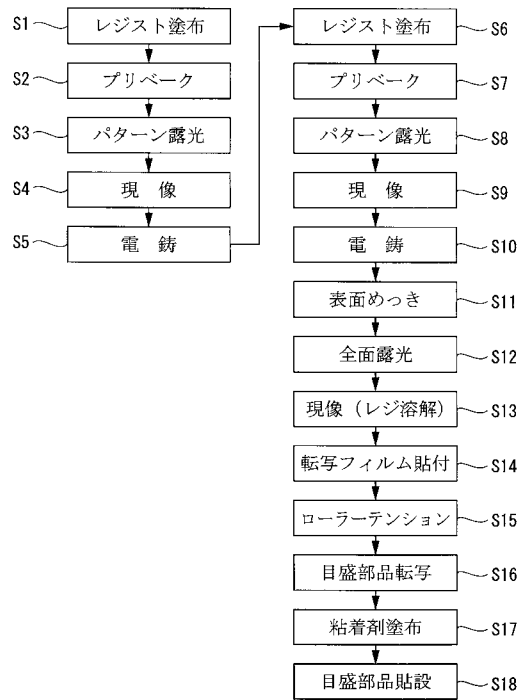 S1 レジスト塗布
S2 プリベーク
S3 パターン露光
S4 現 像
S5 電 鋳
レジスト塗布 S6
プリベーク S7
パターン露光 S8
現 像 S9
電 鋳 S10
表面めっき S11
全面露光 S12
現像（レジ溶解） S13
転写フィルム貼付 S14
ローラーテンション S15
目盛部品転写 S16
粘着剤塗布 S17
目盛部品貼設 S18